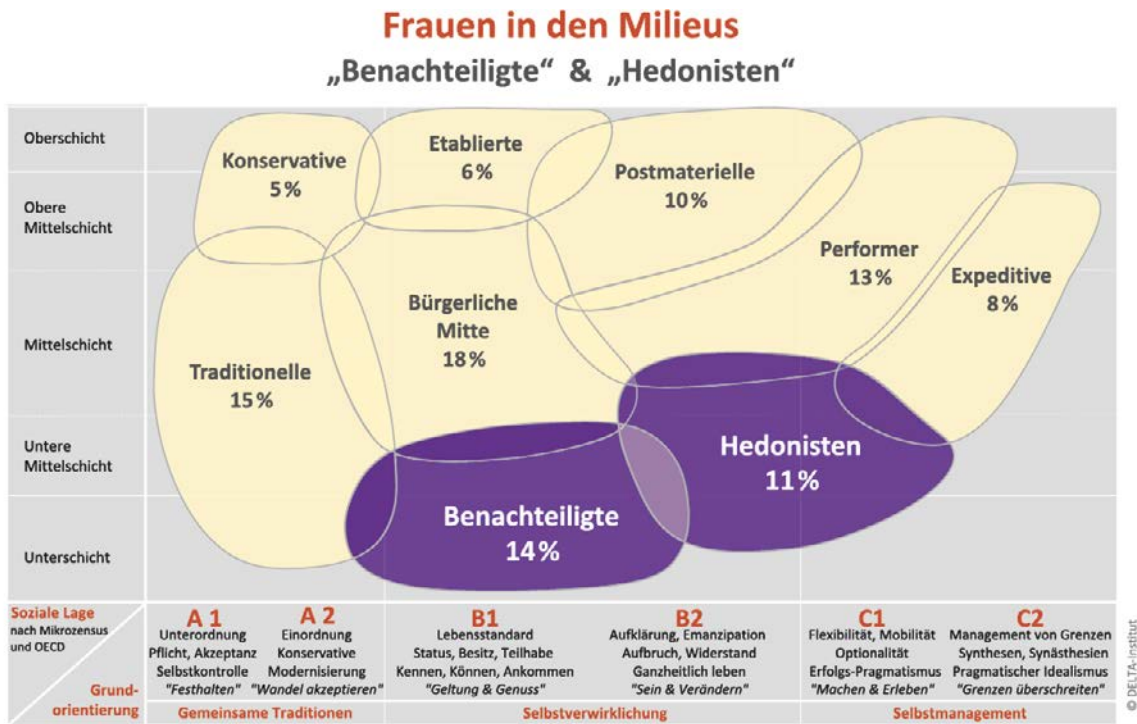 Frauen in den Milieus
„Benachteiligte“ & „Hedonisten“
Oberschicht
Obere
Mittelschicht
Mittelschicht
Untere
Mittelschicht
Unterschicht
Konservative
5%
Etablierte
6%
Postmaterielle
10%
Performer
13%
Expeditive
8%
Traditionelle
15%
Bürgerliche
Mitte
18%
Hedonisten
11%
Benachteiligte
14%
Soziale Lage
nach Mikrozensus
und OECD
Grund-
orientierung
A 1
Unterordnung
Pflicht, Akzeptanz
Selbstkontrolle
"Festhalten"
A 2
Einordnung
Konservative
Modernisierung
"Wandel akzeptieren"
B1
Lebensstandard
Status, Besitz, Teilhabe
Kennen, Können, Ankommen
"Geltung & Genuss"
B2
Aufklärung, Emanzipation
Aufbruch, Widerstand
Ganzheitlich leben
"Sein & Verändern"
C1
Flexibilität, Mobilität
Optionalität
Erfolgs-Pragmatismus
"Machen & Erleben"
C2
Management von Grenzen
Synthesen, Synästhesien
Pragmatischer Idealismus
"Grenzen überschreiten"
Gemeinsame Traditionen
Selbstverwirklichung
Selbstmanagement
© DELTA-Institut